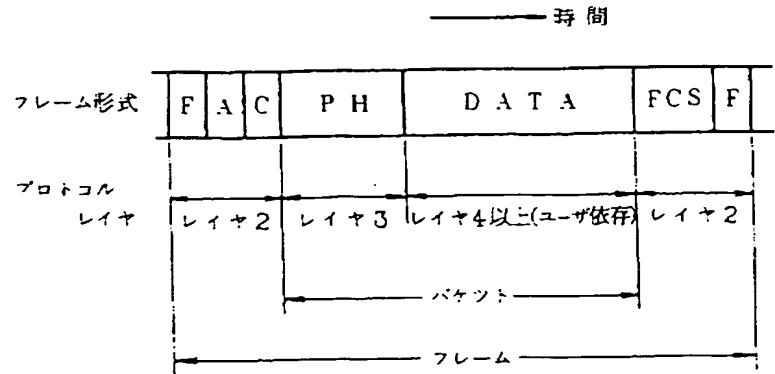 時間
フレーム形式 F A C PH DATA FCS F
プロトコル
レイヤ レイヤ2 レイヤ3 レイヤ4以上(ユーザ依存) レイヤ2
パケット
フレーム